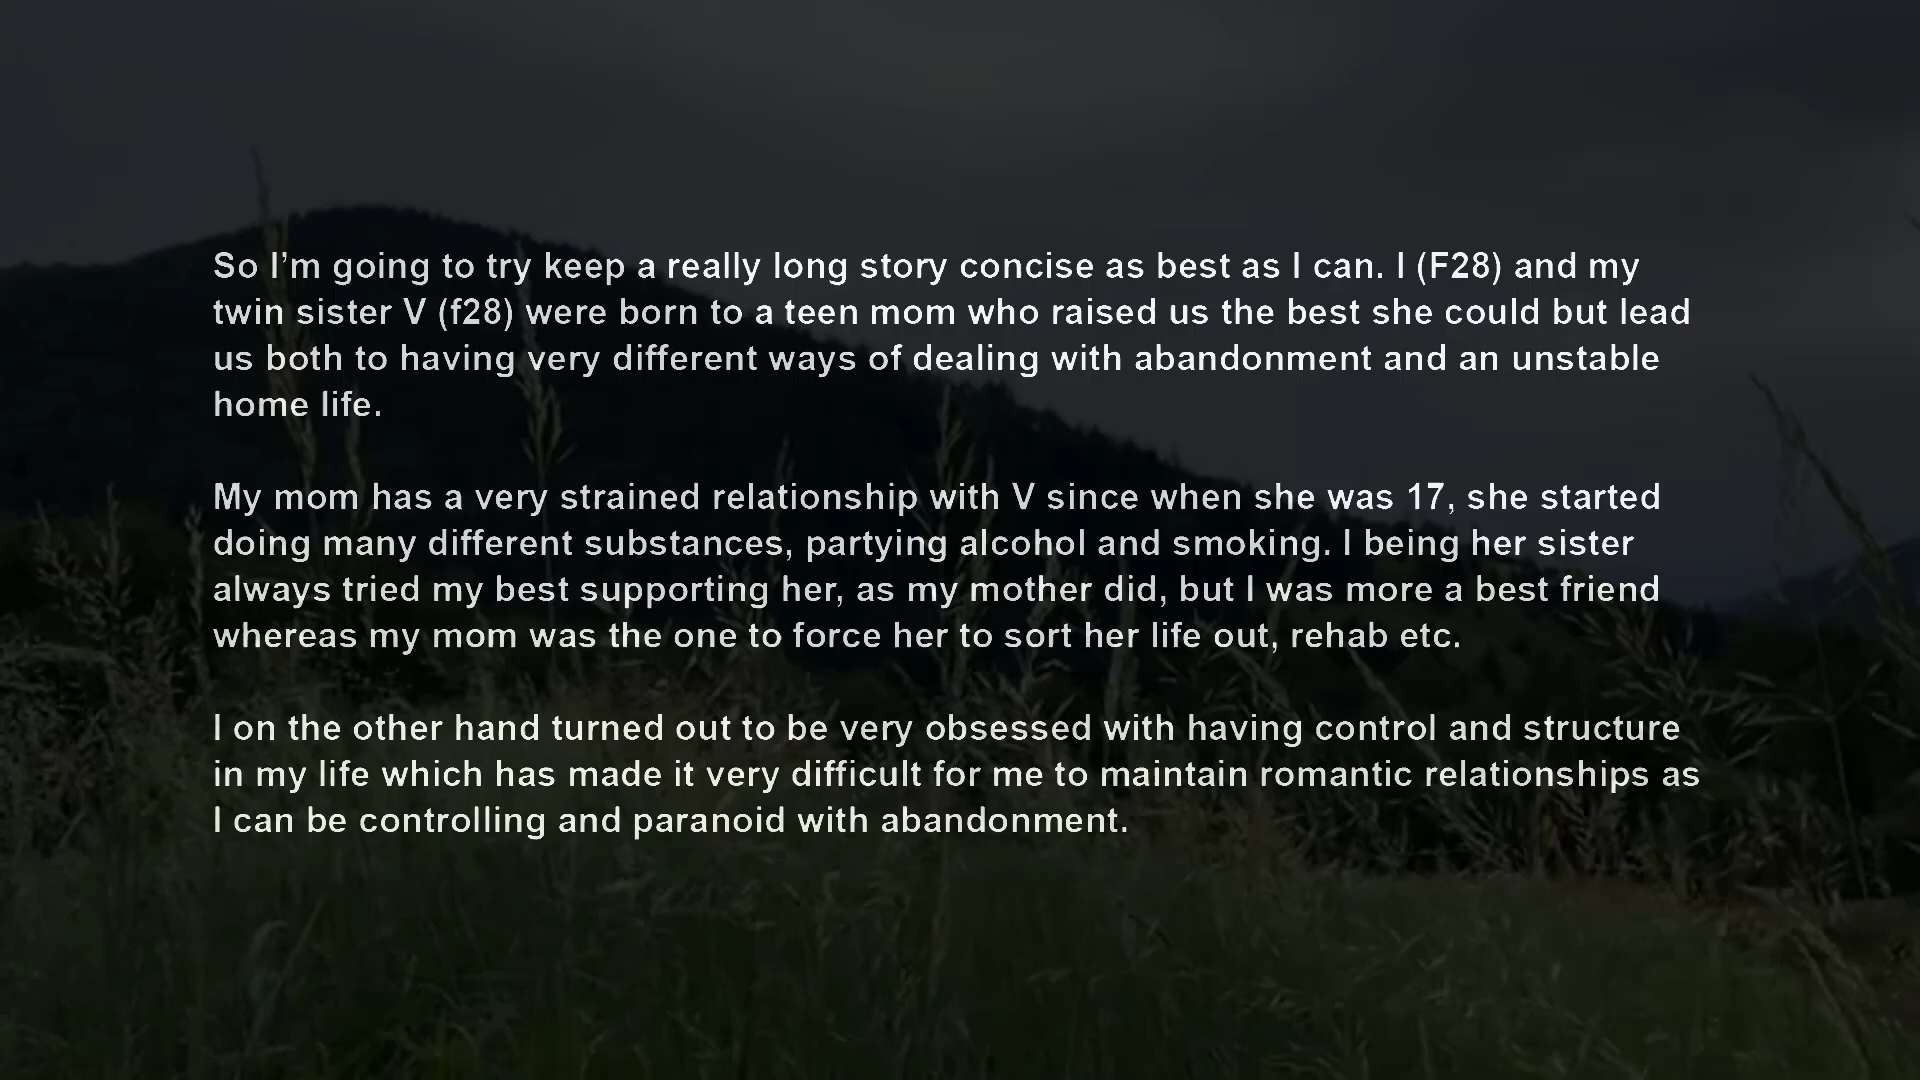 So I’m going to try keep a really long story concise as best as I can. I (F28) and my
twin sister V (f28) were born to a teen mom who raised us the best she could but lead
us both to having very different ways of dealing with abandonment and an unstable
home life.
My mom has a very strained relationship with V since when she was 17, she started
doing many different substances, partying alcohol and smoking. I being her sister
always tried my best supporting her, as my mother did, but I was more a best friend
whereas my mom was the one to force her to sort her life out, rehab etc.
I on the other hand turned out to be very obsessed with having control and structure
in my life which has made it very difficult for me to maintain romantic relationships as
I can be controlling and paranoid with abandonment.